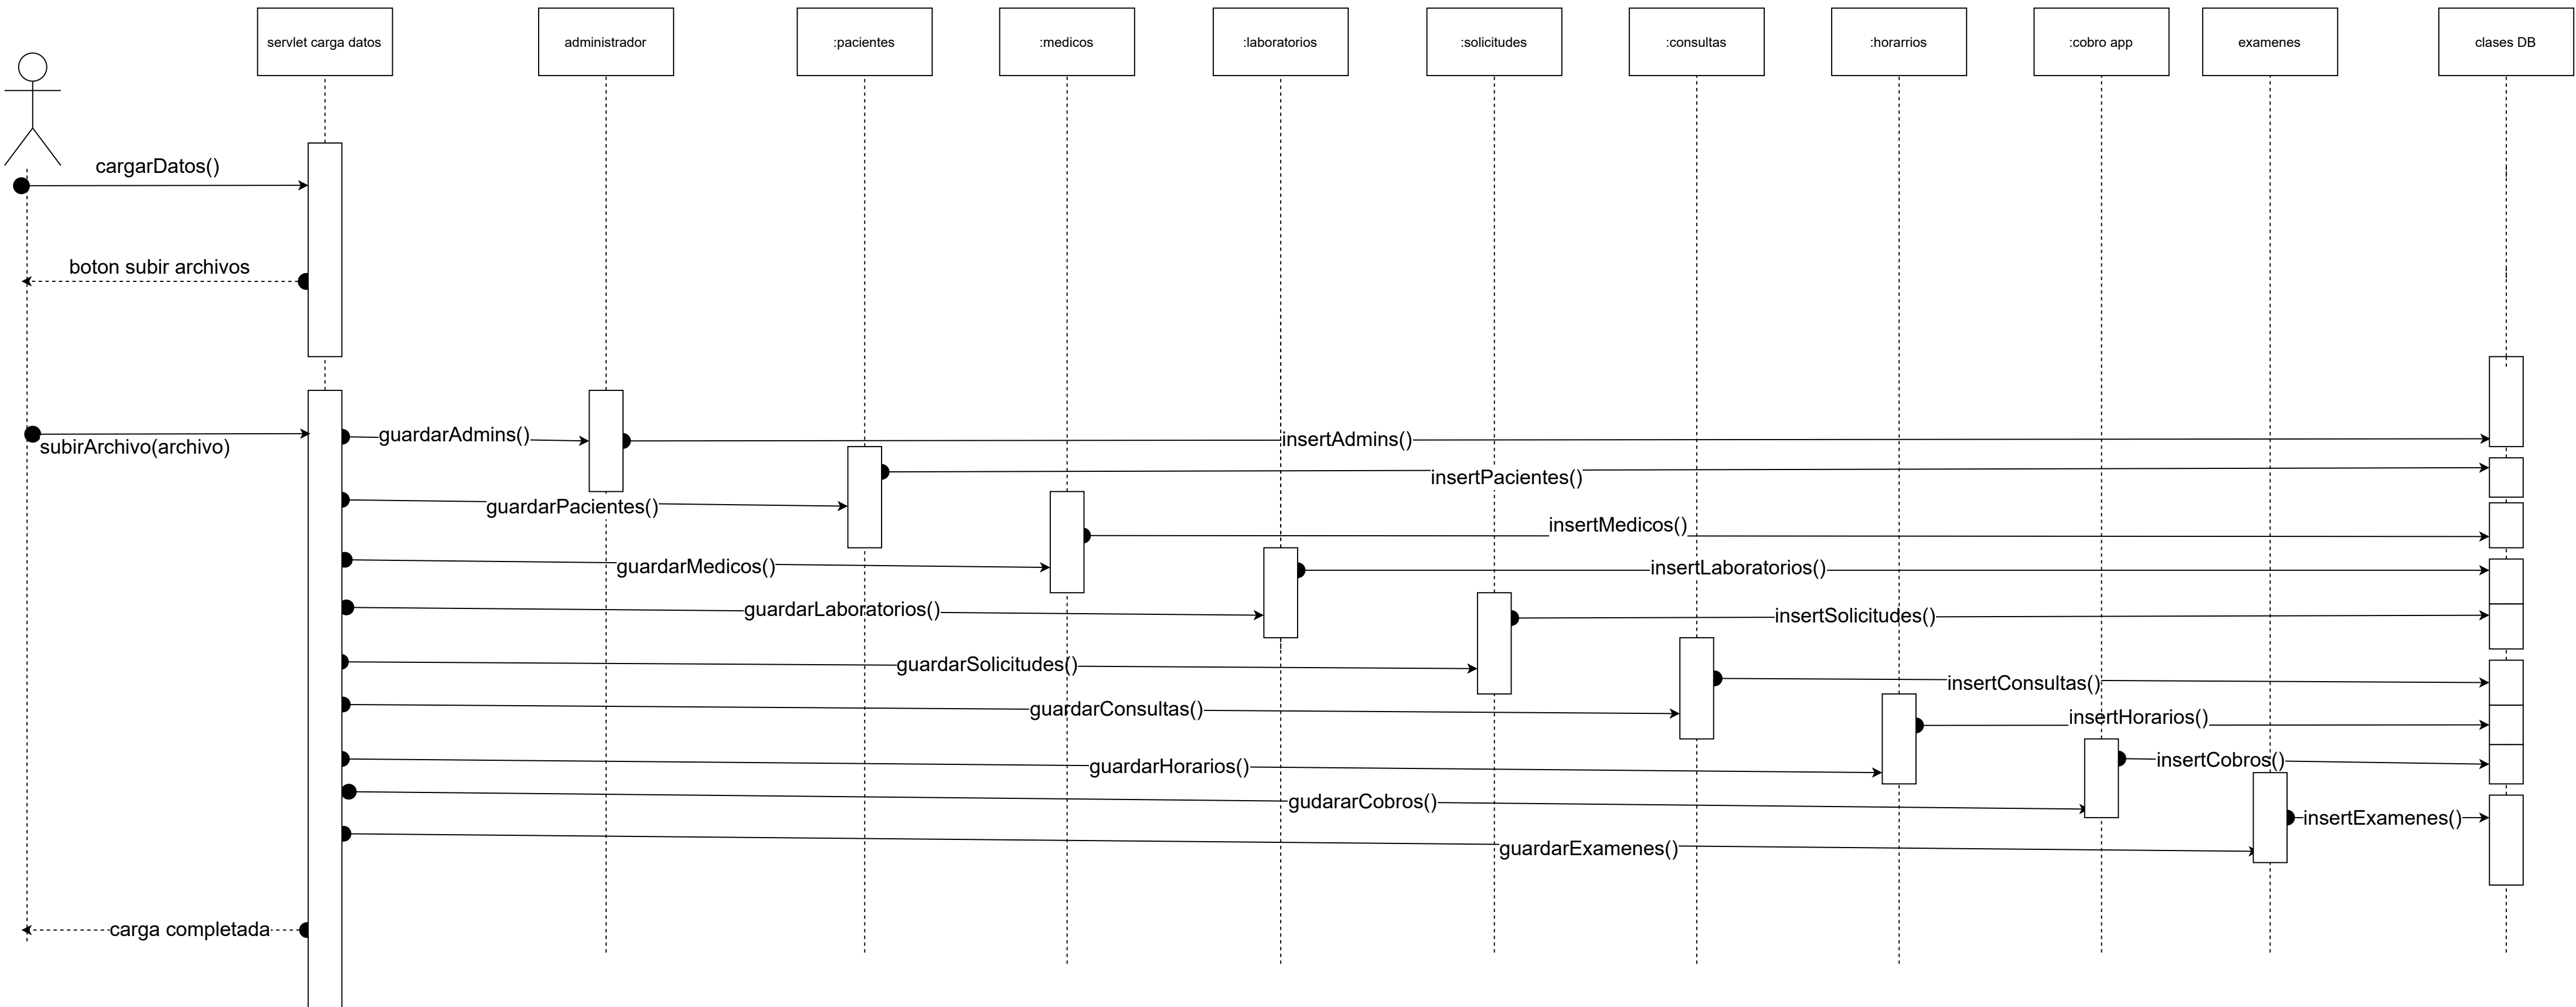 servlet carga datos
administrador
:pacientes
:medicos
:laboratorios
:solicitudes
:consultas
:horarrios
:cobro app
examenes
clases DB
cargarDatos()
boton subir archivos
subirArchivo(archivo)
guardarAdmins()
insertAdmins()
insertPacientes()
guardarPacientes()
insertMedicos()
guardarMedicos()
insertLaboratorios()
guardarLaboratorios()
insertSolicitudes()
guardarSolicitudes()
insertConsultas()
guardarConsultas()
insertHorarios()
guardarHorarios()
insertCobros()
gudararCobros()
insertExamenes()
guardarExamenes()
carga completada